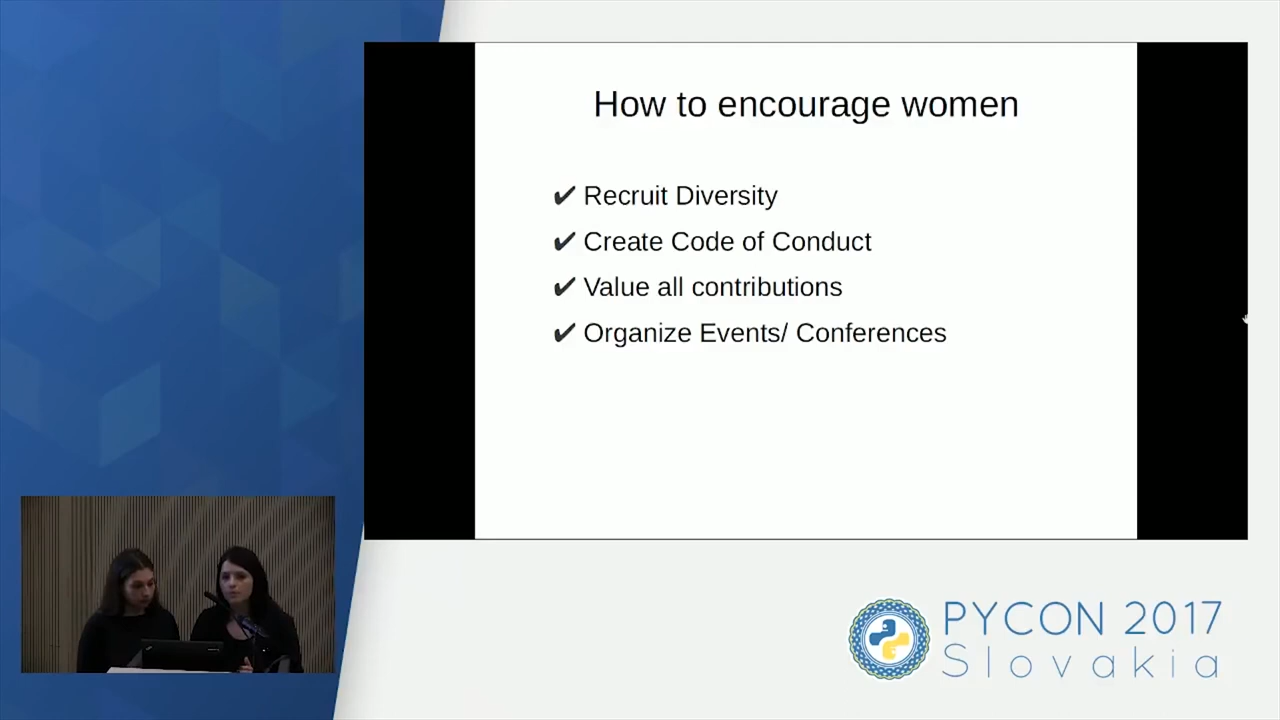 How to encourage women
✔ Recruit Diversity
✔ Create Code of Conduct
✔ Value all contributions
✔ Organize Events/ Conferences
PYCON 2017
Slovakia